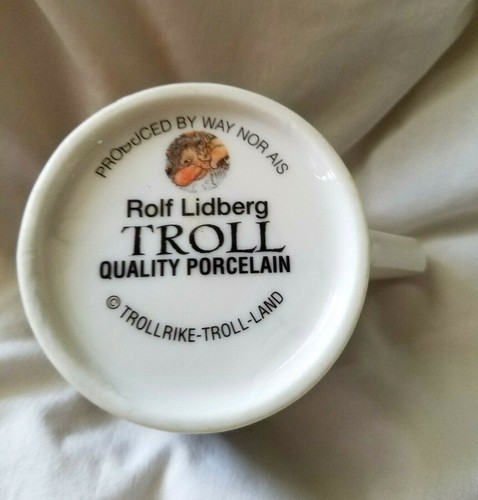 PRODUCED BY WAY NOR AIS
Rolf Lidberg
TROLL
QUALITY PORCELAIN
© TROLLRIKE-TROLL-LAND